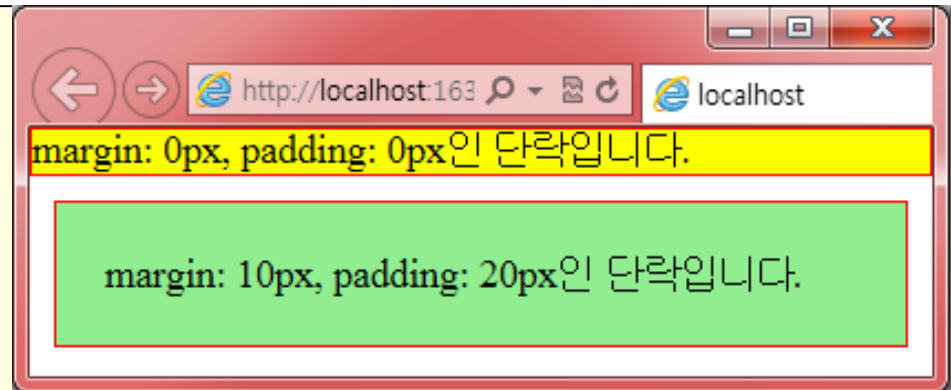 http://localhost:163
localhost
margin: 0px, padding: 0px인 단락입니다.
margin: 10px, padding: 20px인 단락입니다.